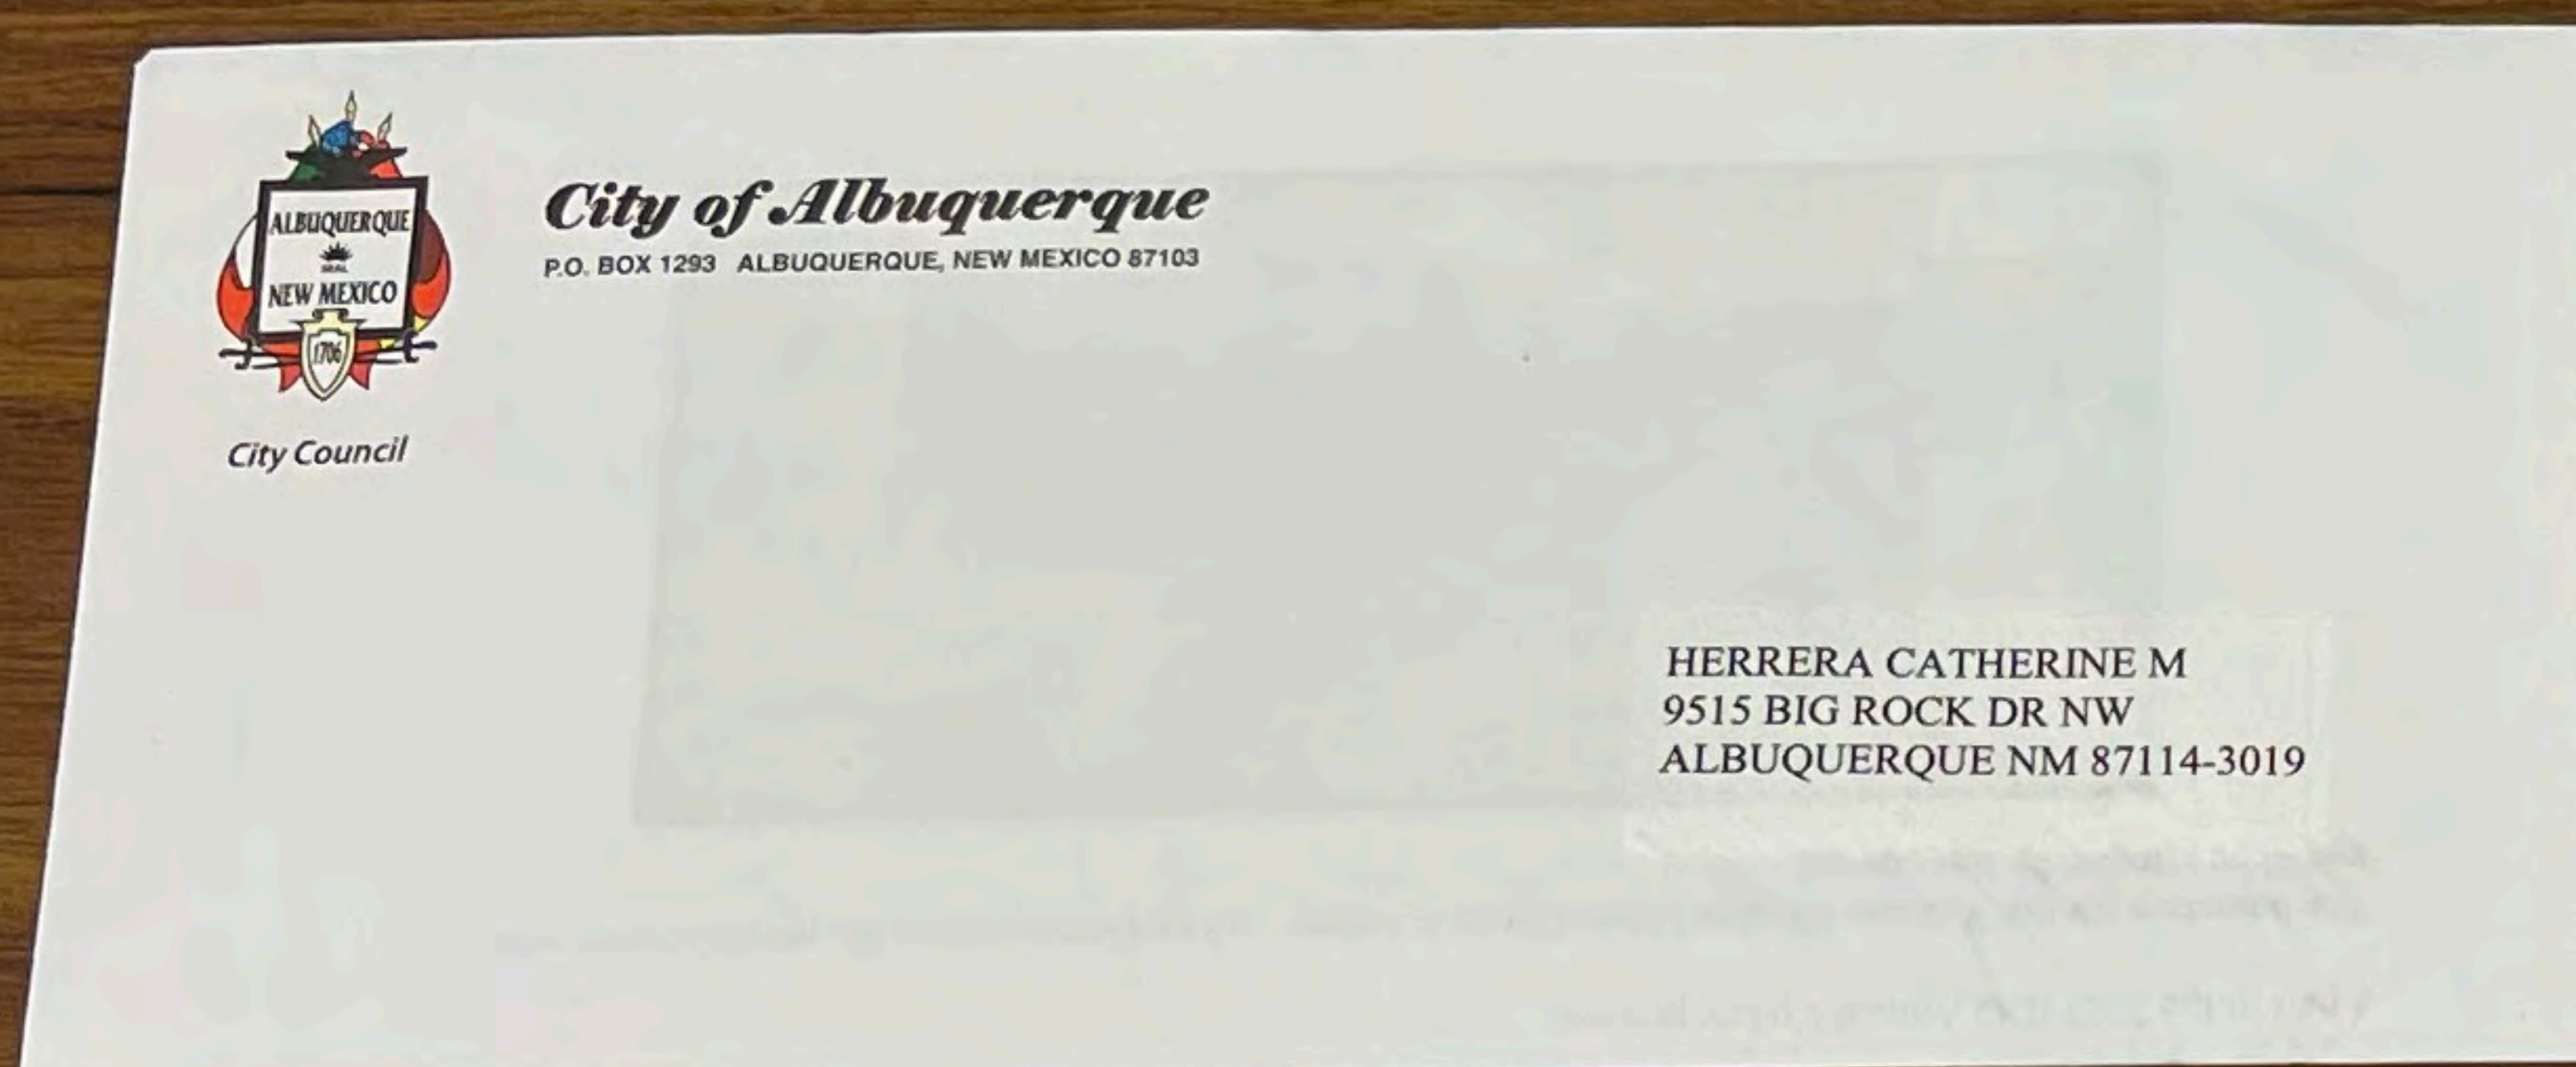 ALBUQUERQUE
SEAL
NEW MEXICO
1706
City Council
City of Albuquerque
P.O. BOX 1293 ALBUQUERQUE, NEW MEXICO 87103
HERRERA CATHERINE M
9515 BIG ROCK DR NW
ALBUQUERQUE NM 87114-3019